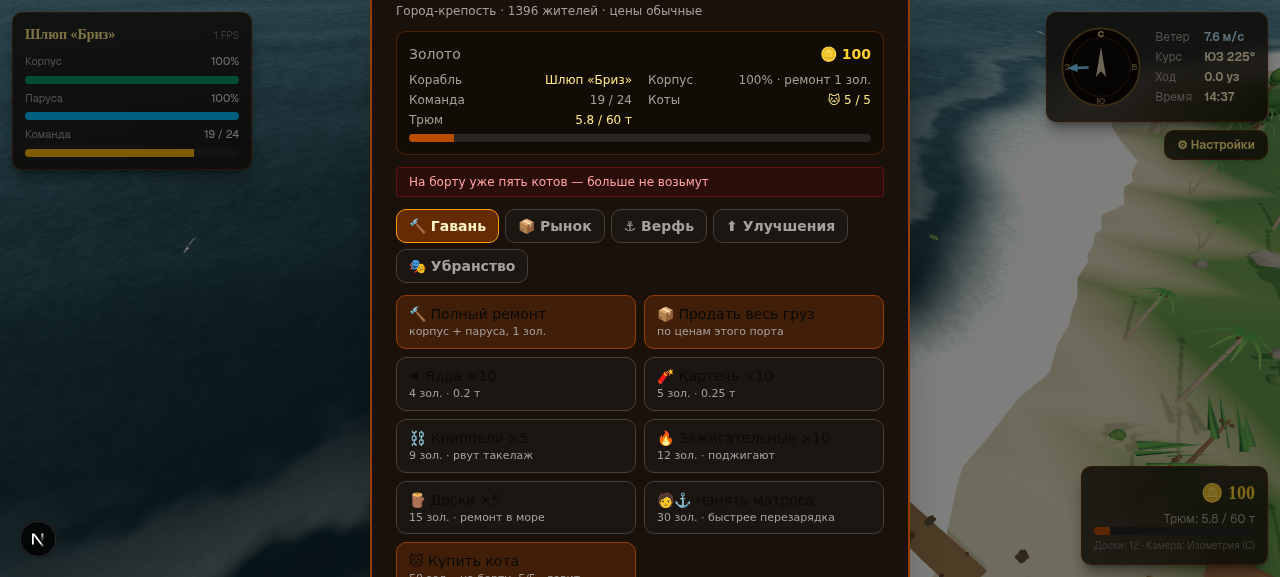 Шлюп «Бриз»
1 FPS
Корпус 100%
Паруса 100%
Команда 19 / 24
Город-крепость · 1396 жителей · цены обычные
Золото 100
Корабль Шлюп «Бриз» Корпус 100% · ремонт 1 зол.
Команда 19 / 24 Коты 5 / 5
Трюм 5.8 / 60 т
На борту уже пять котов — больше не возьмут
Гавань
Рынок
Верфь
Улучшения
Убранство
Полный ремонт
корпус + паруса, 1 зол.
Продать весь груз
по ценам этого порта
Ядра ×10
4 зол. · 0.2 т
Картечь ×10
5 зол. · 0.25 т
Книппели ×5
9 зол. · рвут такелаж
Зажигательные ×10
12 зол. · поджигают
Доски ×5
15 зол. · ремонт в море
Нанять матроса
30 зол. · быстрее перезарядка
Купить кота
С
З
В
Ю
Ветер 7.6 м/с
Курс ЮЗ 225°
Ход 0.0 уз
Время 14:37
Настройки
100
Трюм: 5.8 / 60 т
Доски: 12 · Камера: Изометрия (C)
N